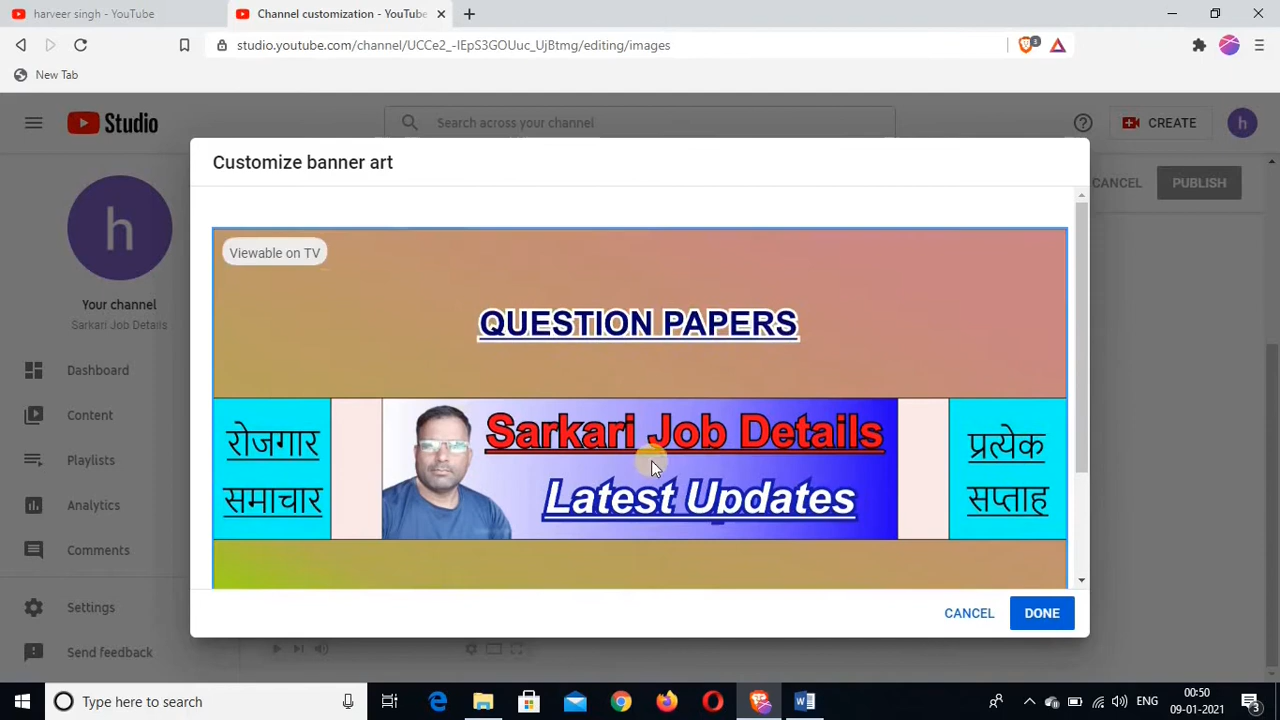 harveer singh - YouTube
Channel customization - YouTube
studio.youtube.com/channel/UCCe2_-IEpS3GOUuc_UjBtmg/editing/images
3
New Tab
Studio
Search across your channel
CREATE
h
Customize banner art
CANCEL
PUBLISH
h
Your channel
Sarkari Job Details
Dashboard
Content
Playlists
Analytics
Comments
Settings
Send feedback
Viewable on TV
QUESTION PAPERS
रोजगार
समाचार
Sarkari Job Details
Latest Updates
प्रत्येक
सप्ताह
CANCEL
DONE
Type here to search
ENG
00:50
09-01-2021
3